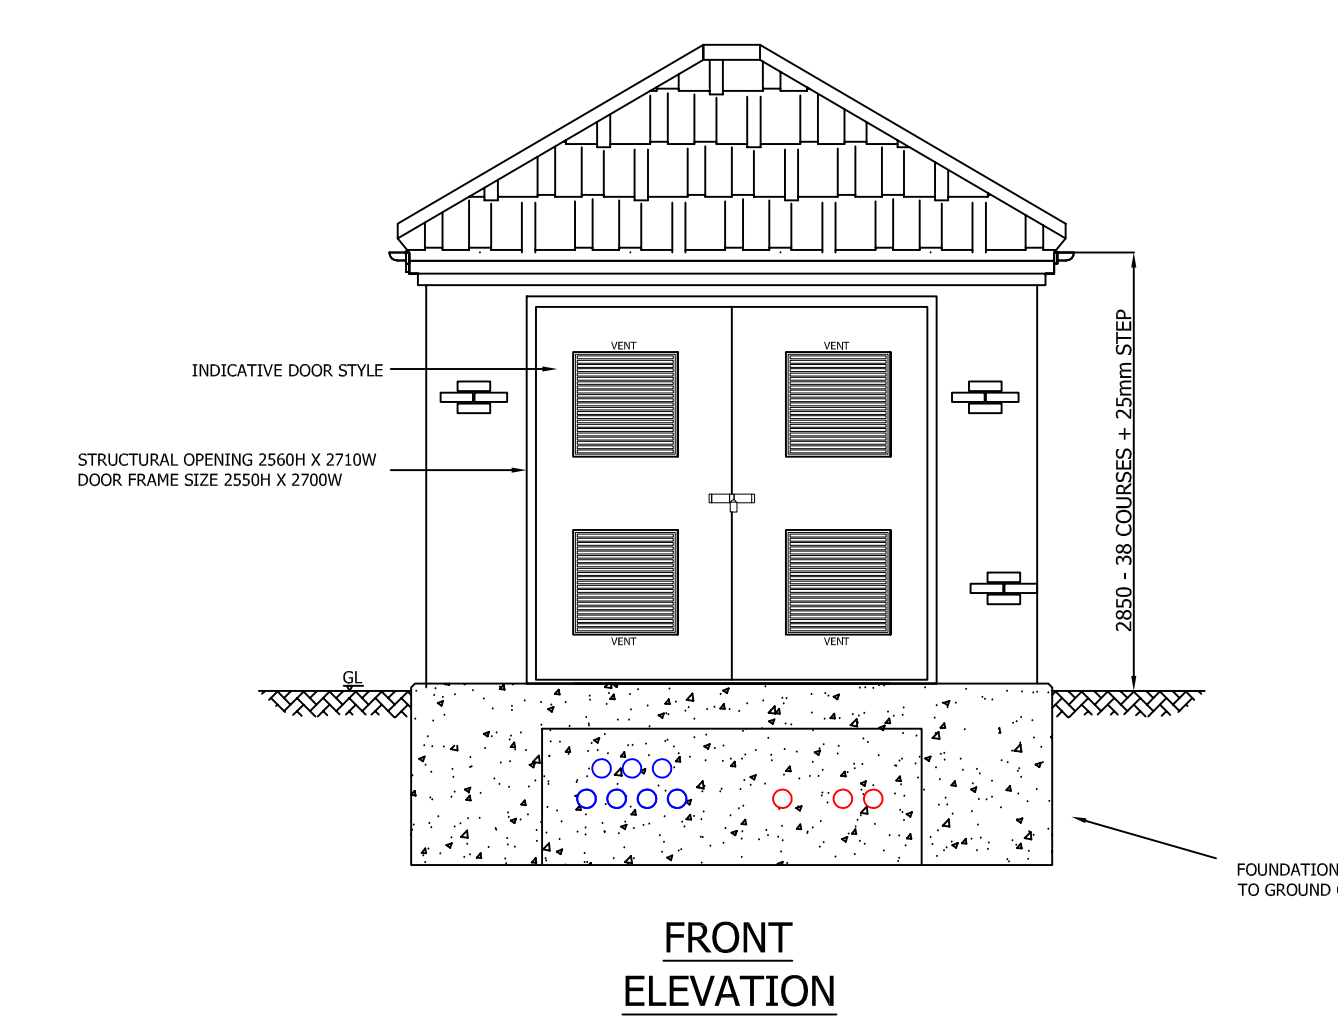 VENT
VENT
INDICATIVE DOOR STYLE
STRUCTURAL OPENING 2560H X 2710W
DOOR FRAME SIZE 2550H X 2700W
2850 - 38 COURSES + 25mm STEP
VENT
VENT
GL
FOUNDATION
TO GROUND
FRONT
ELEVATION